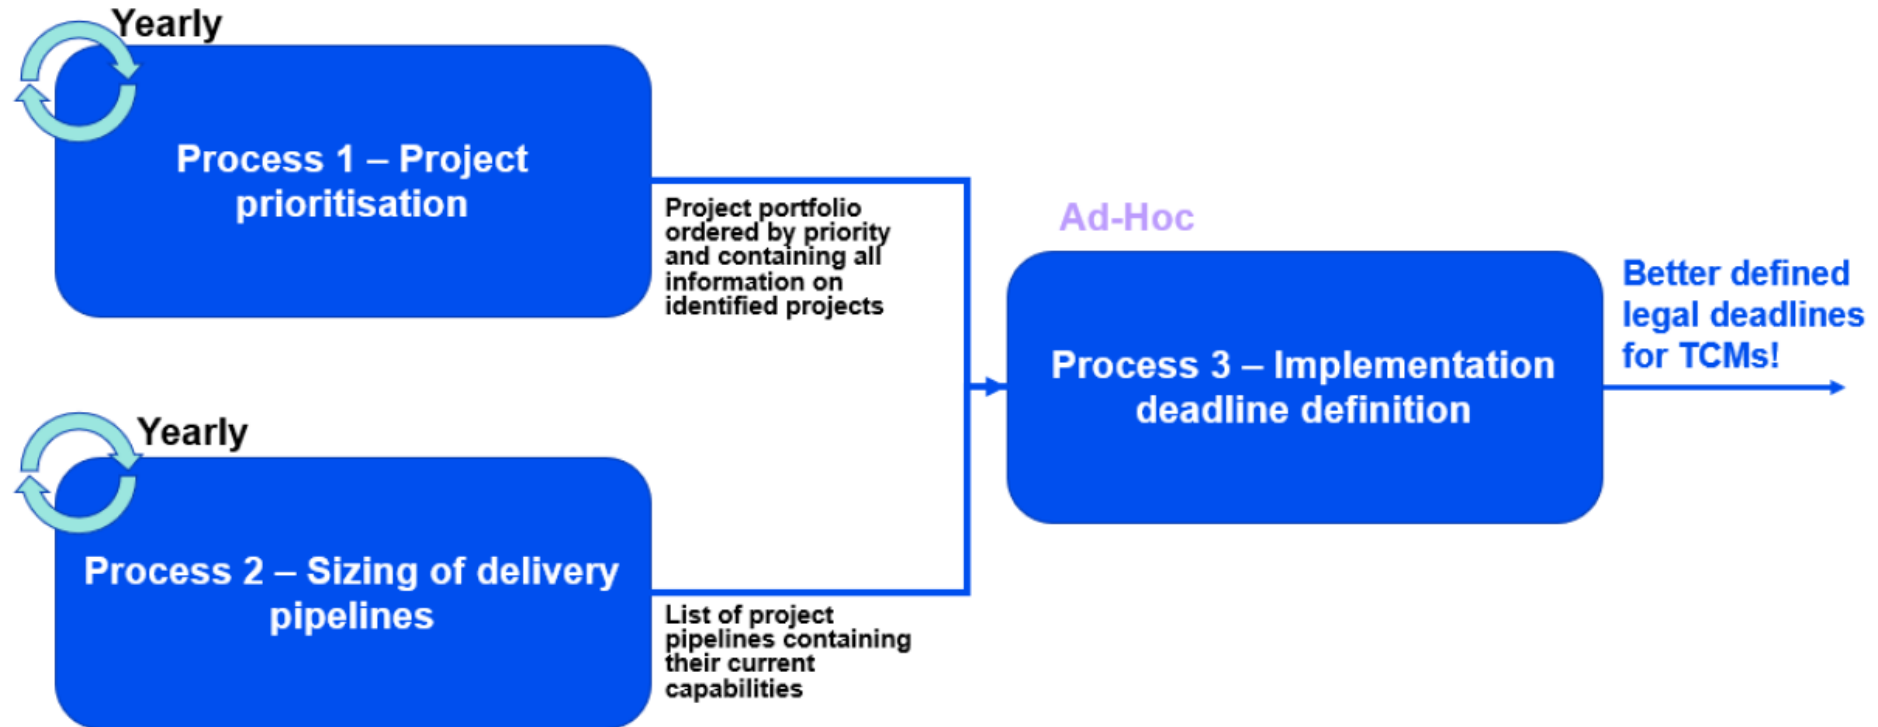 Yearly
Process 1 – Project
prioritisation
Project portfolio
ordered by priority
and containing all
information on
identified projects
Yearly
Process 2 – Sizing of delivery
pipelines
List of project
pipelines containing
their current
capabilities
Ad-Hoc
Process 3 – Implementation
deadline definition
Better defined
legal deadlines
for TCMs!